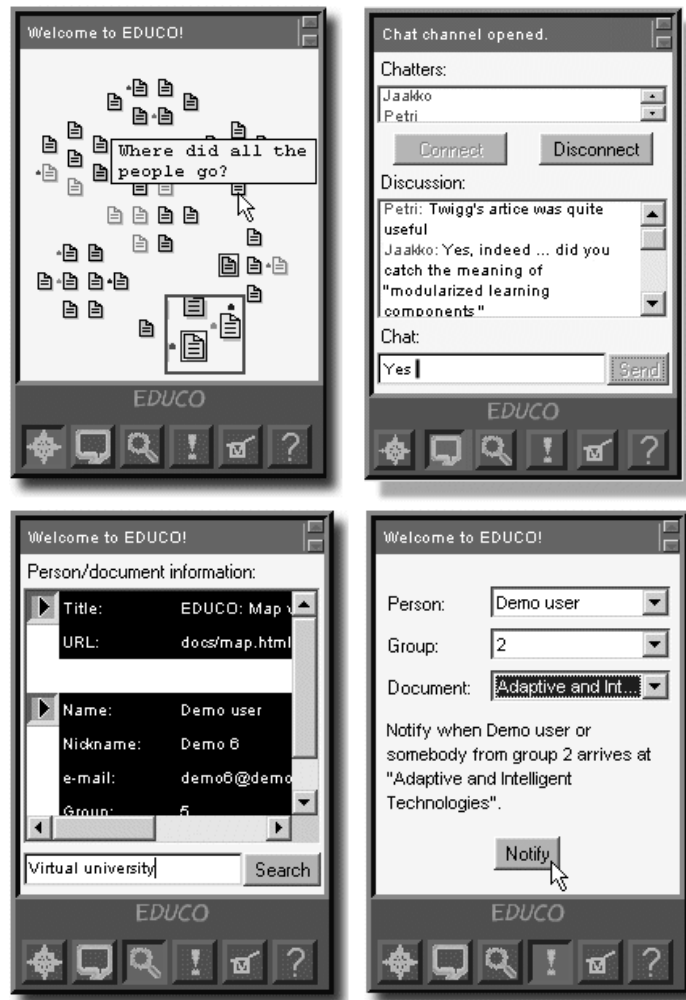 Welcome to EDUCO!
Where did all the
people go?
EDUCO
?
Chat channel opened.
Chatters:
Jaakko
Petri
Connect
Disconnect
Discussion:
Petri: Twigg's artice was quite
useful
Jaakko: Yes, indeed ... did you
catch the meaning of
"modularized learning
components"
Chat:
Yes
Send
EDUCO
?
Welcome to EDUCO!
Person/document information:
Title: EDUCO: Map
URL: docs/map.html
Name: Demo user
Nickname: Demo 6
e-mail: demo6@demo
Group: 5
Virtual university
Search
EDUCO
?
Welcome to EDUCO!
Person: Demo user
Group: 2
Document: Adaptive and Int...
Notify when Demo user or
somebody from group 2 arrives at
"Adaptive and Intelligent
Technologies".
Notify
EDUCO
?